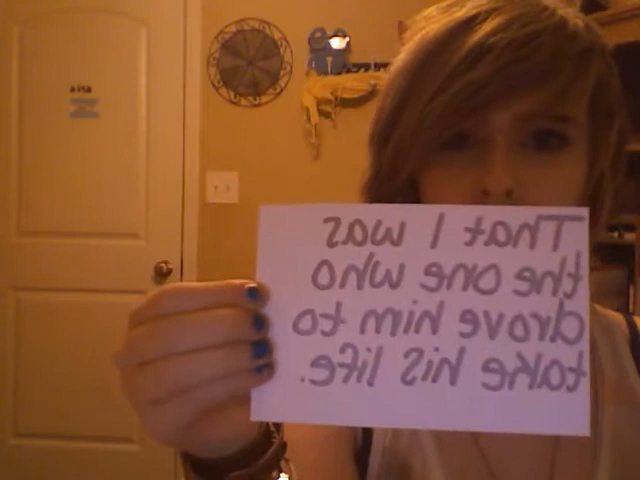 That I was
the one who
drove him to
take his life.